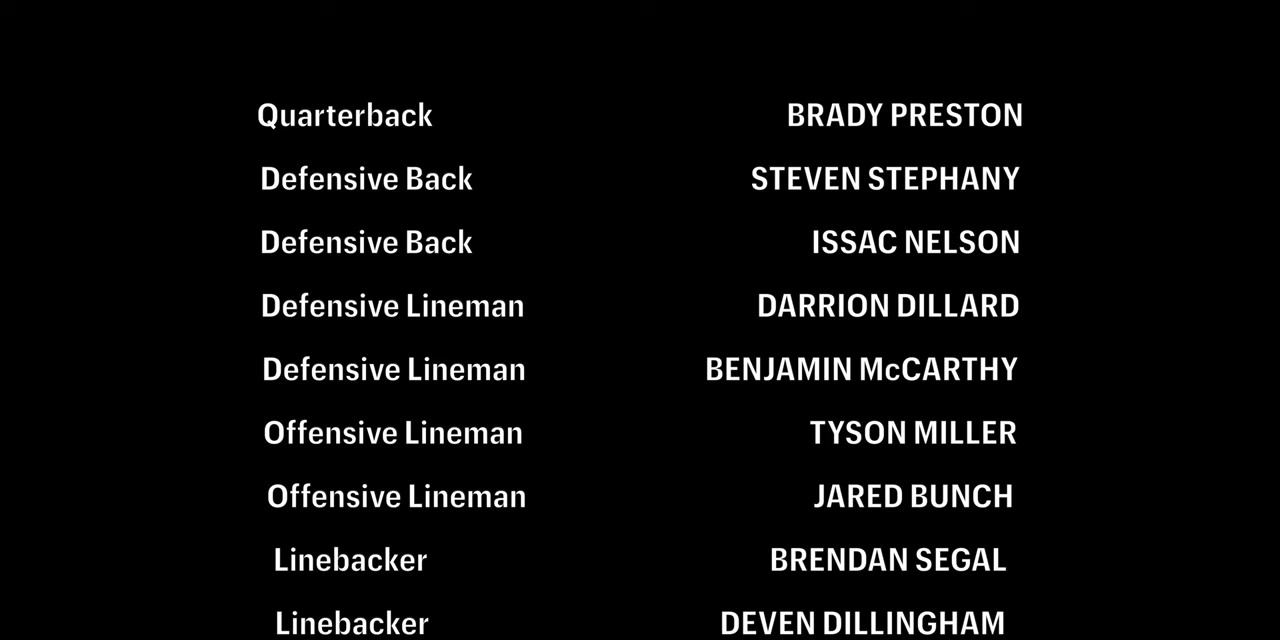 Quarterback BRADY PRESTON
Defensive Back STEVEN STEPHANY
Defensive Back ISSAC NELSON
Defensive Lineman DARRION DILLARD
Defensive Lineman BENJAMIN McCARTHY
Offensive Lineman TYSON MILLER
Offensive Lineman JARED BUNCH
Linebacker BRENDAN SEGAL
Linebacker DEVEN DILLINGHAM